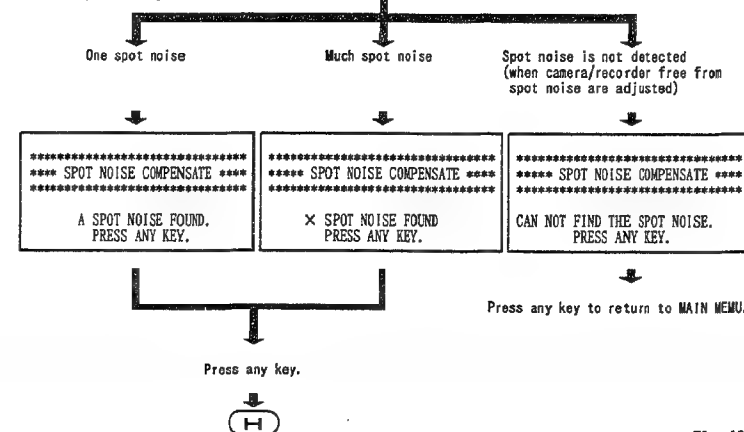 One spot noise
Much spot noise
Spot noise is not detected
(when camera/recorder free from
spot noise are adjusted)
*******************************
**** SPOT NOISE COMPENSATE ****
*******************************
A SPOT NOISE FOUND.
PRESS ANY KEY.
********************************
***** SPOT NOISE COMPENSATE ****
********************************
× SPOT NOISE FOUND
PRESS ANY KEY.
********************************
***** SPOT NOISE COMPENSATE ****
********************************
CAN NOT FIND THE SPOT NOISE.
PRESS ANY KEY.
Press any key to return to MAIN MEMU.
Press any key.
H